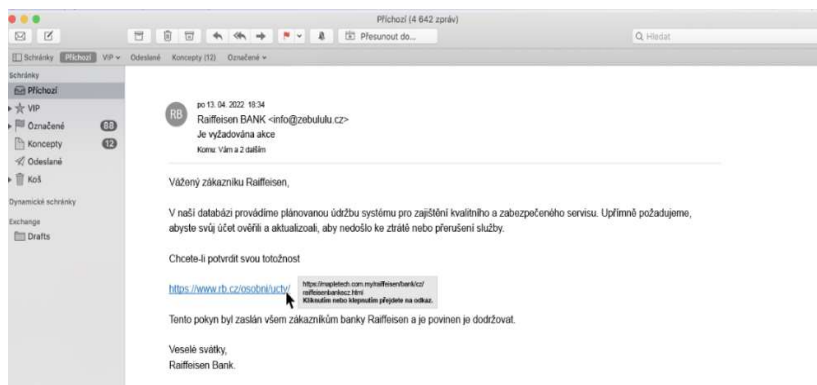 Příchozí (4 642 zpráv)
Přesunout do...
Hledat
Schránky Příchozí VIP Odeslané Koncepty (12) Označené
Schránky
Příchozí
VIP
Označené 68
Koncepty 12
Odeslané
Koš
Dynamické schránky
Exchange
Drafts
RB
po 13. 04. 2022 18:34
Raiffeisen BANK <info@zebululu.cz>
Je vyžadována akce
Komu: Vám a 2 dalším
Vážený zákazníku Raiffeisen,
V naší databázi provádíme plánovanou údržbu systému pro zajištění kvalitního a zabezpečeného servisu. Upřímně požadujeme,
abyste svůj účet ověřili a aktualizoali, aby nedošlo ke ztrátě nebo přerušení služby.
Chcete-li potvrdit svou totožnost
https://www.rb.cz/osobni/ucty/
https://mapletech.com.my/raiffeisen/bank/cz/
raiffeisenbankscz.html
Kliknutím nebo klepnutím přejdete na odkaz.
Tento pokyn byl zaslán všem zákazníkům banky Raiffeisen a je povinen je dodržovat.
Veselé svátky,
Raiffeisen Bank.